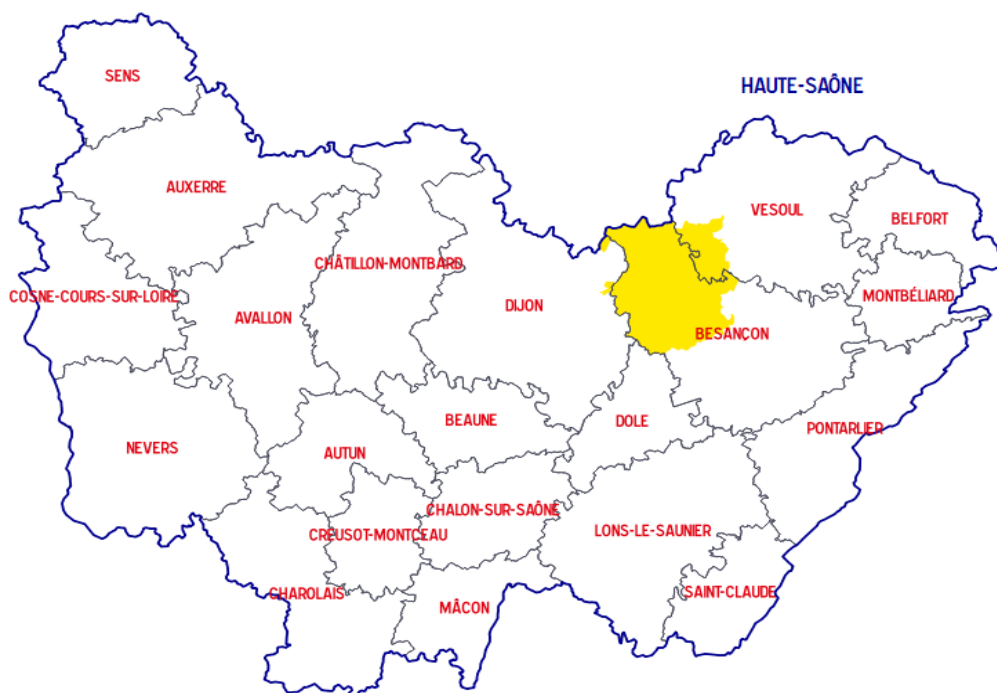 SENS
HAUTE-SAÔNE
AUXERRE
VESOUL
BELFORT
CHÂTILLON-MONTBARD
COSNE-COURS-SUR-LOIRE
MONTBÉLIARD
DIJON
AVALLON
BESANÇON
BEAUNE
DOLE
PONTARLIER
NEVERS
AUTUN
CHALON-SUR-SAÔNE
CREUSOT-MONTCEAU
LONS-LE-SAUNIER
CHAROLAIS
SAINT-CLAUDE
MÂCON